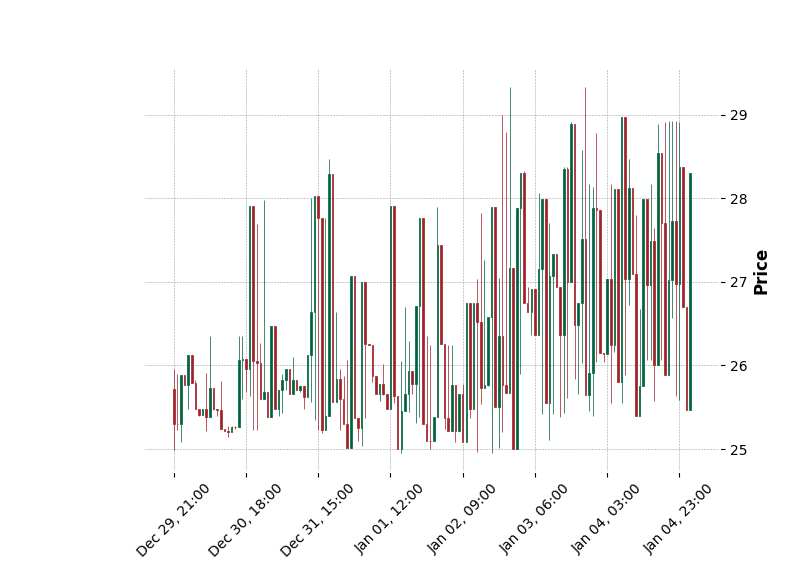 29
28
27
26
25
Price
Dec 29, 21:00
Dec 30, 18:00
Dec 31, 15:00
Jan 01, 12:00
Jan 02, 09:00
Jan 03, 06:00
Jan 04, 03:00
Jan 04, 23:00